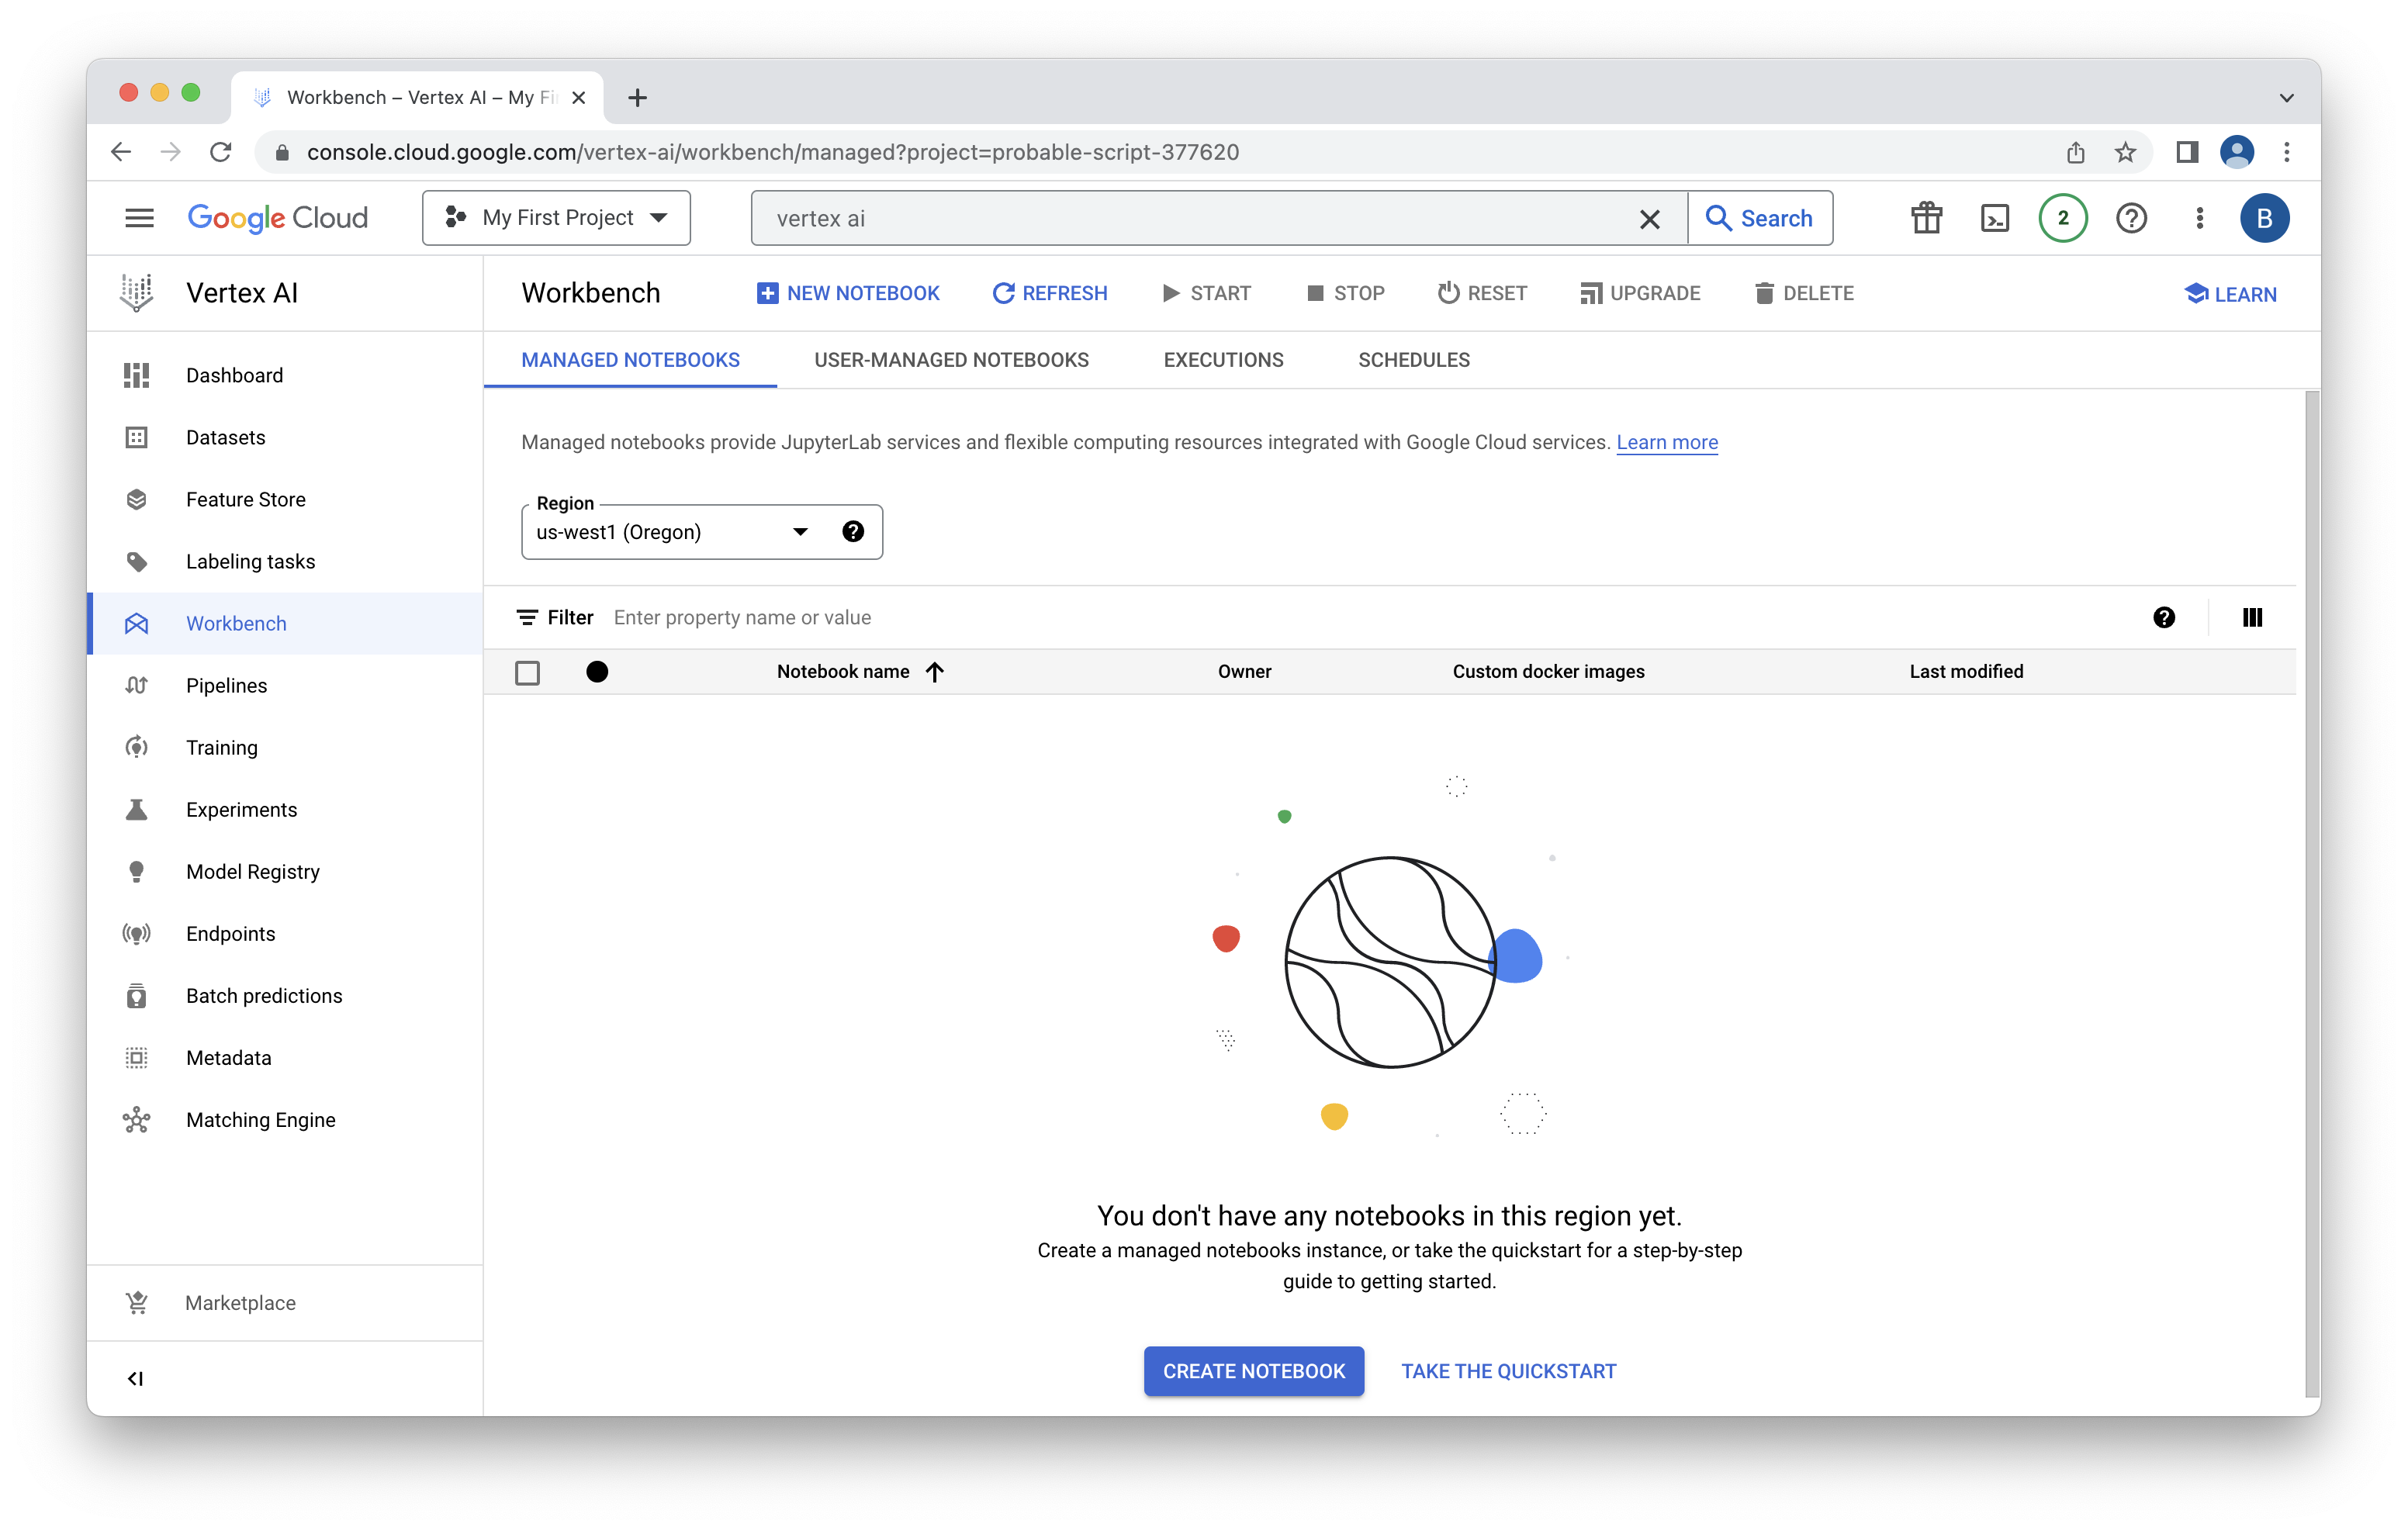 Workbench – Vertex AI – My Fi
console.cloud.google.com/vertex-ai/workbench/managed?project=probable-script-377620
Google Cloud
My First Project
vertex ai
Search
2
B
Vertex AI
Workbench
NEW NOTEBOOK
REFRESH
START
STOP
RESET
UPGRADE
DELETE
LEARN
Dashboard
Datasets
Feature Store
Labeling tasks
Workbench
Pipelines
Training
Experiments
Model Registry
Endpoints
Batch predictions
Metadata
Matching Engine
Marketplace
MANAGED NOTEBOOKS
USER-MANAGED NOTEBOOKS
EXECUTIONS
SCHEDULES
Managed notebooks provide JupyterLab services and flexible computing resources integrated with Google Cloud services. Learn more
Region
us-west1 (Oregon)
Filter Enter property name or value
Notebook name
Owner
Custom docker images
Last modified
You don't have any notebooks in this region yet.
Create a managed notebooks instance, or take the quickstart for a step-by-step
guide to getting started.
CREATE NOTEBOOK
TAKE THE QUICKSTART